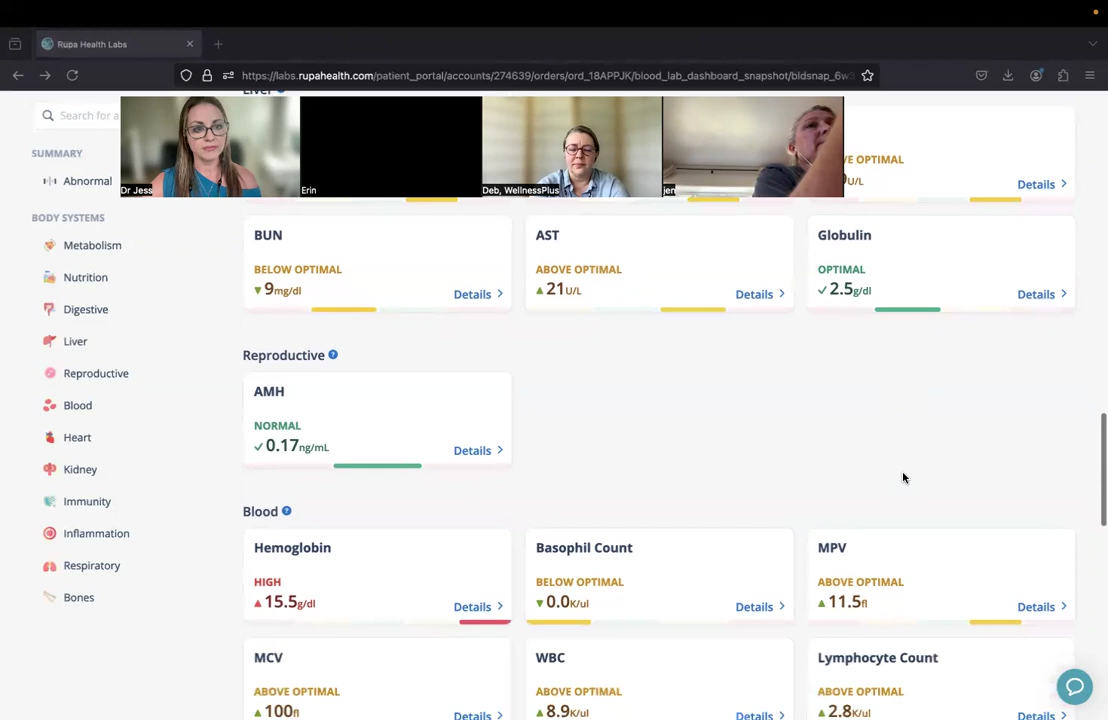 Rupa Health Labs
https://labs.rupahealth.com/patient_portal/accounts/274639/orders/ord_18APPJK/blood_lab_dashboard_snapshot/bldsnap_6w3
Search for a
Dr Jess
Erin
Deb, WellnessPlus
jen
U/L
Details
SUMMARY
Abnormal
BODY SYSTEMS
Metabolism
Nutrition
Digestive
Liver
Reproductive
Blood
Heart
Kidney
Immunity
Inflammation
Respiratory
Bones
BUN
BELOW OPTIMAL
9mg/dl
Details
AST
ABOVE OPTIMAL
21U/L
Details
Globulin
OPTIMAL
2.5g/dl
Details
Reproductive
AMH
NORMAL
0.17ng/mL
Details
Blood
Hemoglobin
HIGH
15.5g/dl
Details
Basophil Count
BELOW OPTIMAL
0.0K/ul
Details
MPV
ABOVE OPTIMAL
11.5fl
Details
MCV
ABOVE OPTIMAL
100fl
Details
WBC
ABOVE OPTIMAL
8.9K/ul
Details
Lymphocyte Count
ABOVE OPTIMAL
2.8K/ul
Details